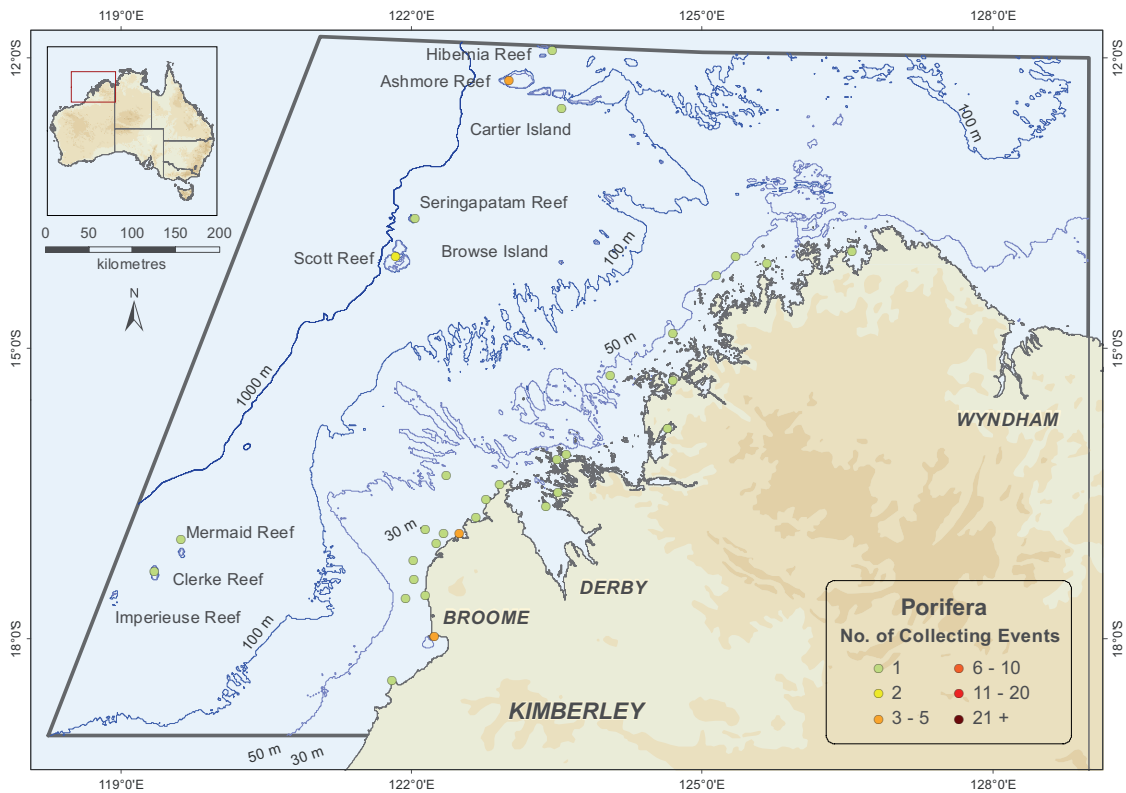 119°0'E
122°0'E
125°0'E
128°0'E
12°0'S
12°0'S
Hibernia Reef
Ashmore Reef
Cartier Island
100 m
0 50 100 150 200
kilometres
N
Seringapatam Reef
Scott Reef
Browse Island
100 m
15°0'S
15°0'S
50 m
1000 m
WYNDHAM
30 m
Mermaid Reef
Clerke Reef
Imperieuse Reef
DERBY
BROOME
100 m
18°0'S
18°0'S
KIMBERLEY
50 m
30 m
Porifera
No. of Collecting Events
1
2
3 - 5
6 - 10
11 - 20
21 +
119°0'E
122°0'E
125°0'E
128°0'E